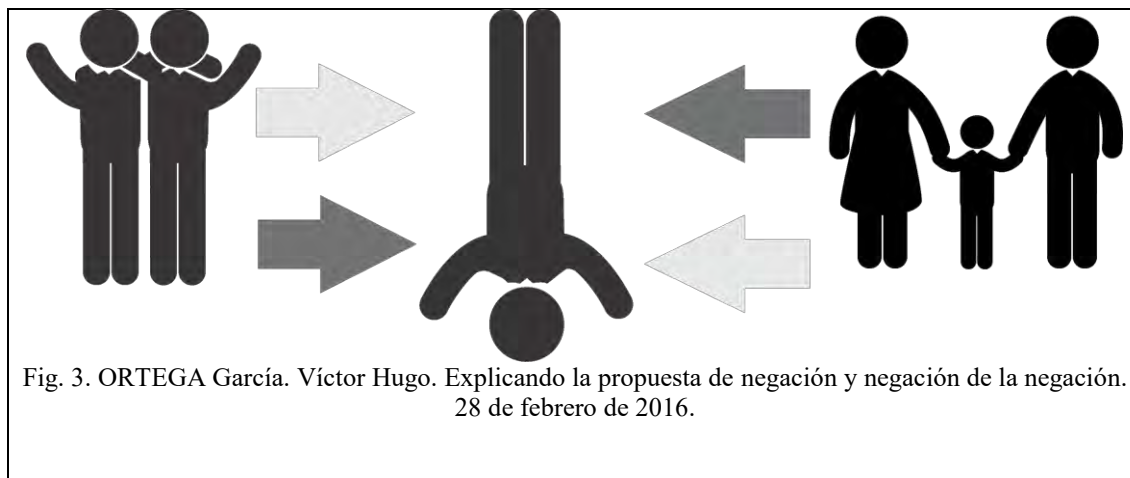 Fig. 3. ORTEGA García. Víctor Hugo. Explicando la propuesta de negación y negación de la negación.
28 de febrero de 2016.